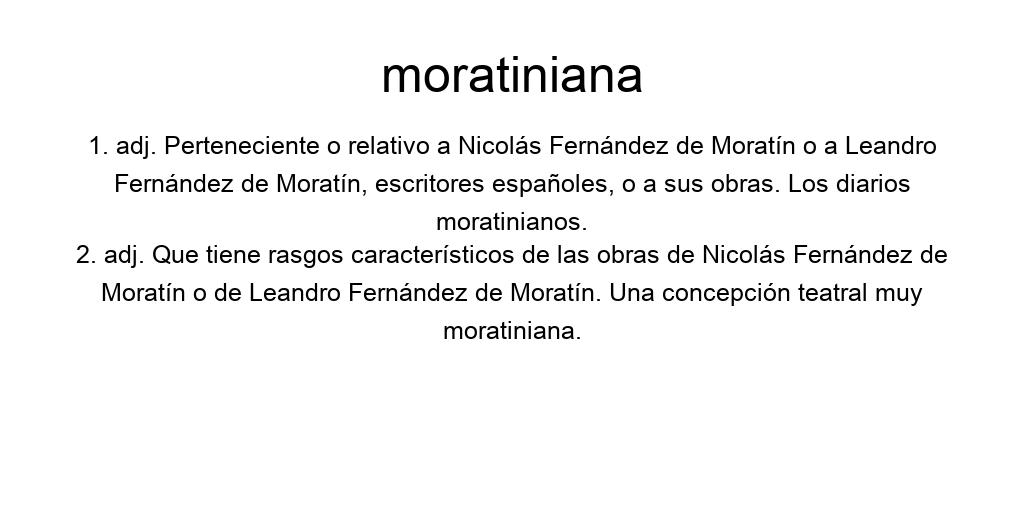 moratiniana
1. adj. Perteneciente o relativo a Nicolás Fernández de Moratín o a Leandro
Fernández de Moratín, escritores españoles, o a sus obras. Los diarios
moratinianos.
2. adj. Que tiene rasgos característicos de las obras de Nicolás Fernández de
Moratín o de Leandro Fernández de Moratín. Una concepción teatral muy
moratiniana.